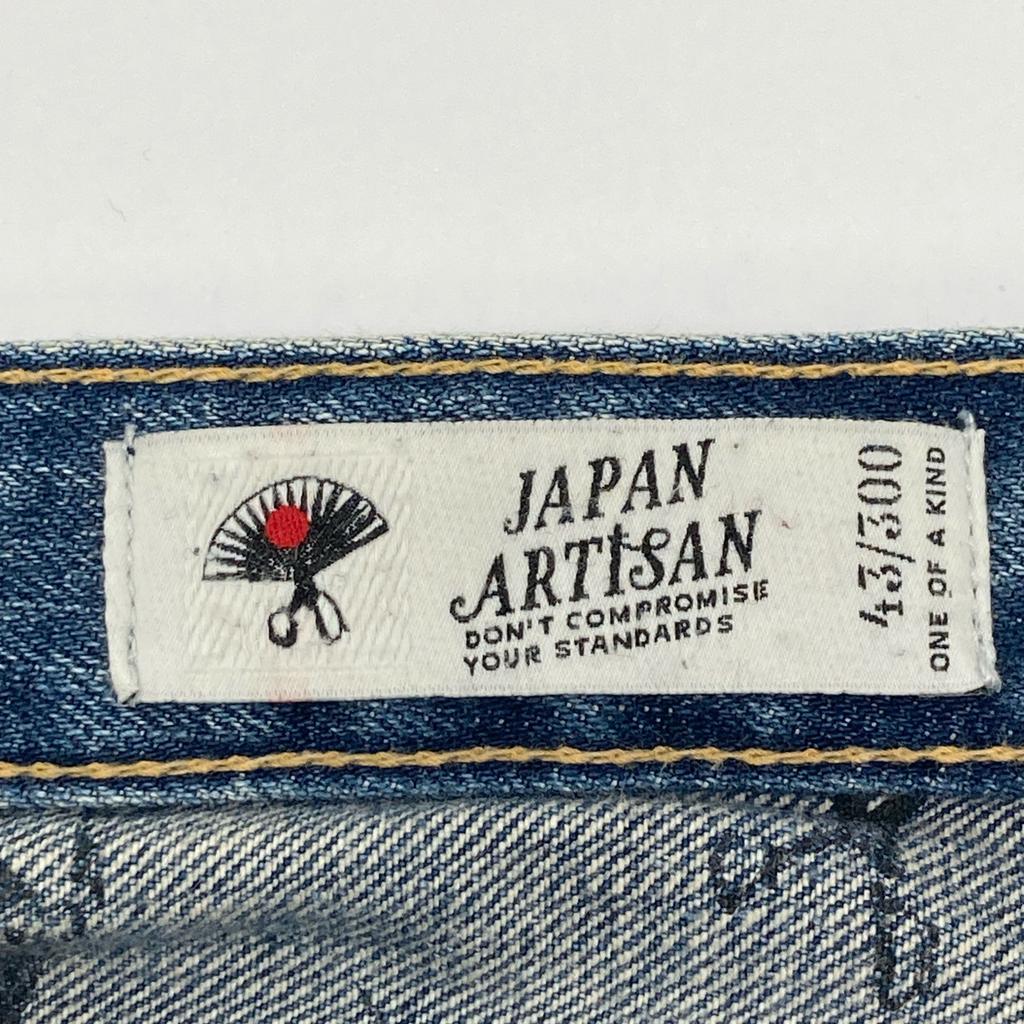 JAPAN
ARTISAN
DON'T COMPROMISE
YOUR STANDARDS
43/300
ONE OF A KIND